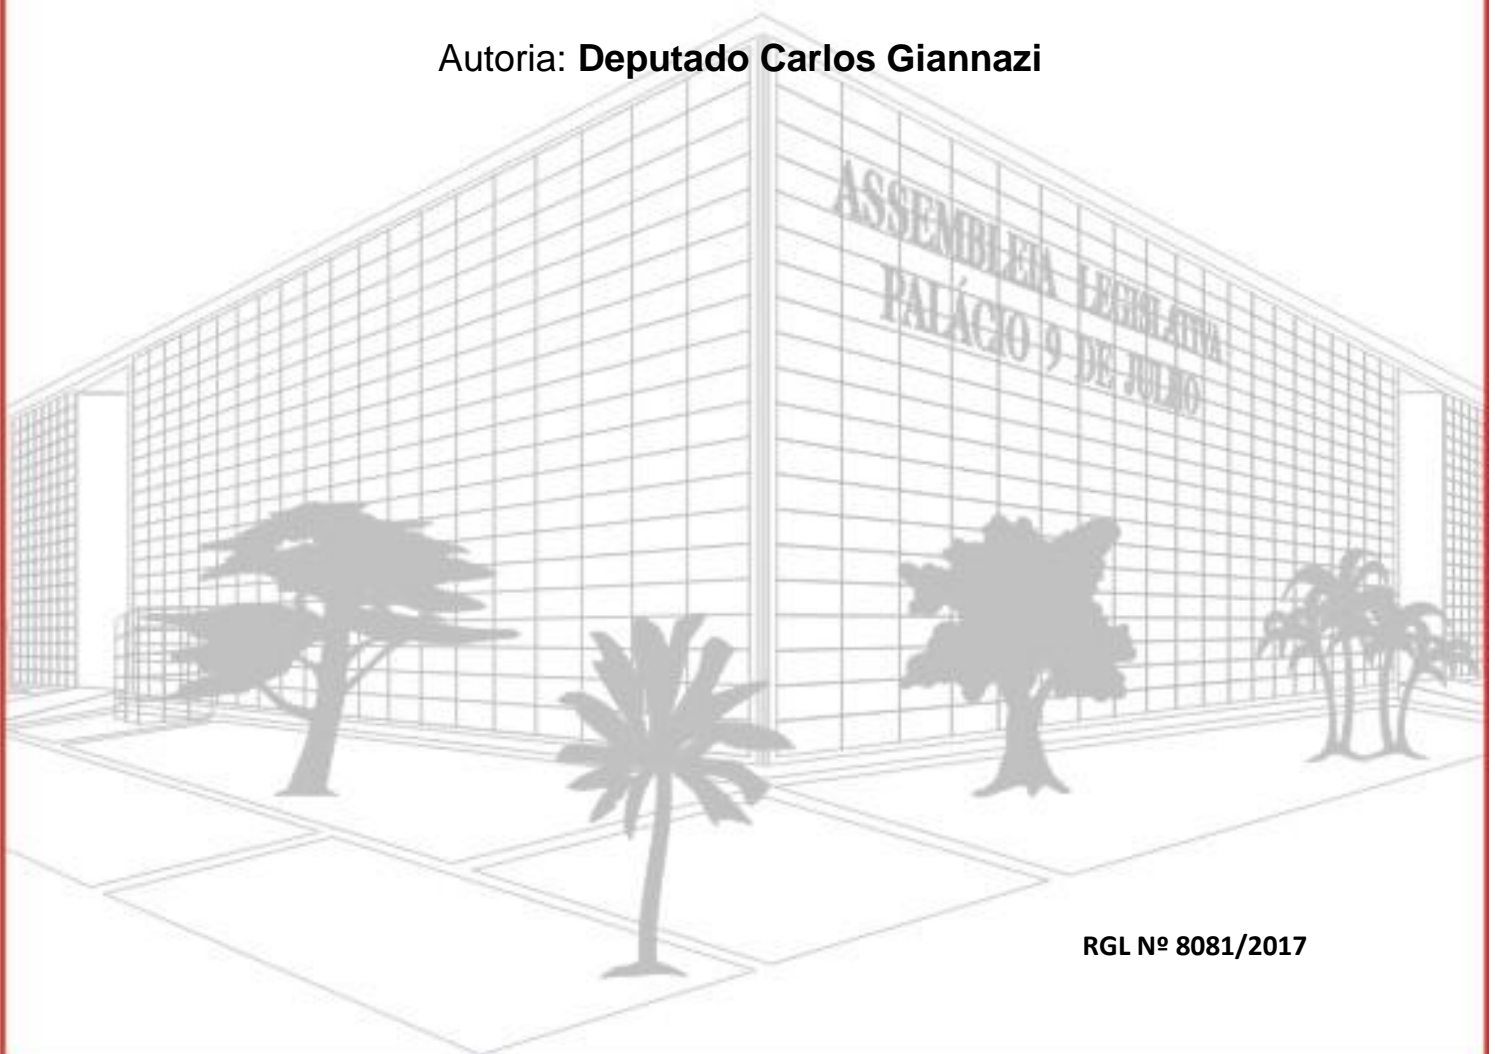 Autoria: Deputado Carlos Giannazi
ASSEMBLEIA LEGISLATIVA
PALÁCIO 9 DE JULHO
RGL Nº 8081/2017